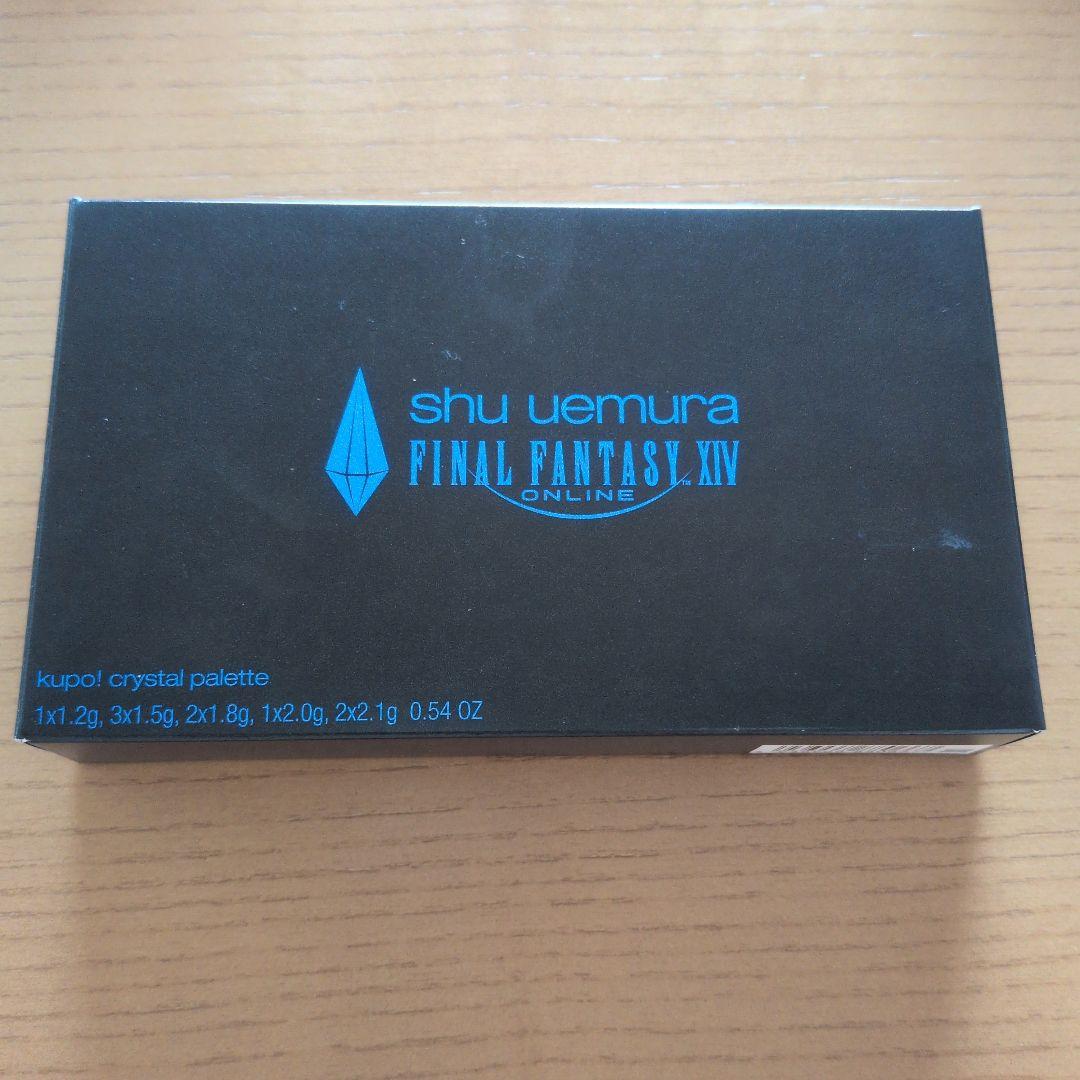 shu uemura
FINAL FANTASY™ XIV
ONLINE
kupo! crystal palette
1x1.2g, 3x1.5g, 2x1.8g, 1x2.0g, 2x2.1g 0.54 OZ